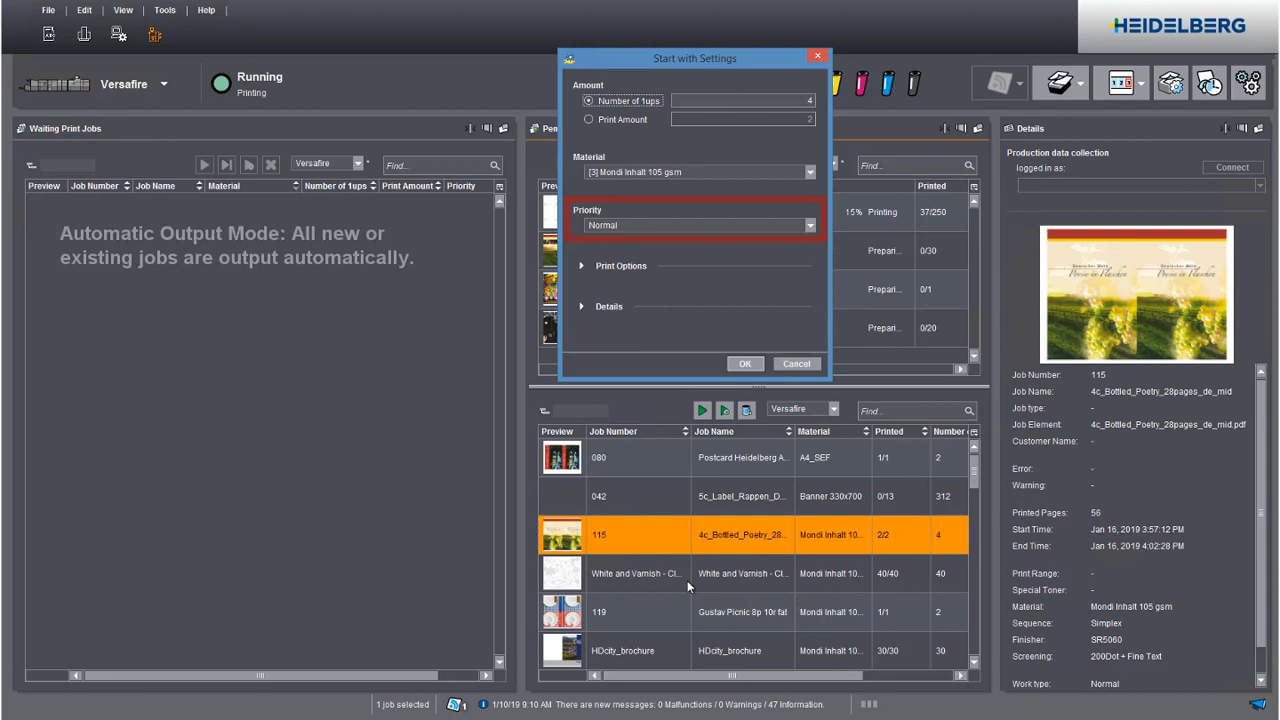 File Edit View Tools Help
HEIDELBERG
Versafire
Running
Printing
Start with Settings
Amount
Number of 1ups 4
Print Amount 2
Material
[3] Mondi Inhalt 105 gsm
Priority
Normal
Print Options
Details
OK Cancel
Waiting Print Jobs
Versafire * Find...
Preview Job Number Job Name Material Number of 1ups Print Amount Priority
Automatic Output Mode: All new or
existing jobs are output automatically.
Find...
Printed
15% Printing 37/250
Prepari... 0/30
Prepari... 0/1
Prepari... 0/20
Versafire Find...
Preview Job Number Job Name Material Printed Number
080 Postcard Heidelberg A... A4_SEF 1/1 2
042 5c_Label_Rappen_D... Banner 330x700 0/13 312
115 4c_Bottled_Poetry_28... Mondi Inhalt 10... 2/2 4
White and Varnish - Cl... White and Varnish - Cl... Mondi Inhalt 10... 40/40 40
119 Gustav Picnic 8p 10r fat Mondi Inhalt 10... 1/1 2
HDcity_brochure HDcity_brochure Mondi Inhalt 10... 30/30 30
Details
Production data collection
logged in as: Connect
Poesie in Flaschen Poesie in Flaschen
Job Number: 115
Job Name: 4c_Bottled_Poetry_28pages_de_mid
Job type: -
Job Element: 4c_Bottled_Poetry_28pages_de_mid.pdf
Customer Name: -
Error: -
Warning: -
Printed Pages: 56
Start Time: Jan 16, 2019 3:57:12 PM
End Time: Jan 16, 2019 4:02:28 PM
Print Range: -
Special Toner: -
Material: Mondi Inhalt 105 gsm
Sequence: Simplex
Finisher: SR5060
Screening: 200Dot + Fine Text
Work type: Normal
1 job selected 1 1/10/19 9:10 AM There are new messages: 0 Malfunctions / 0 Warnings / 47 Information.